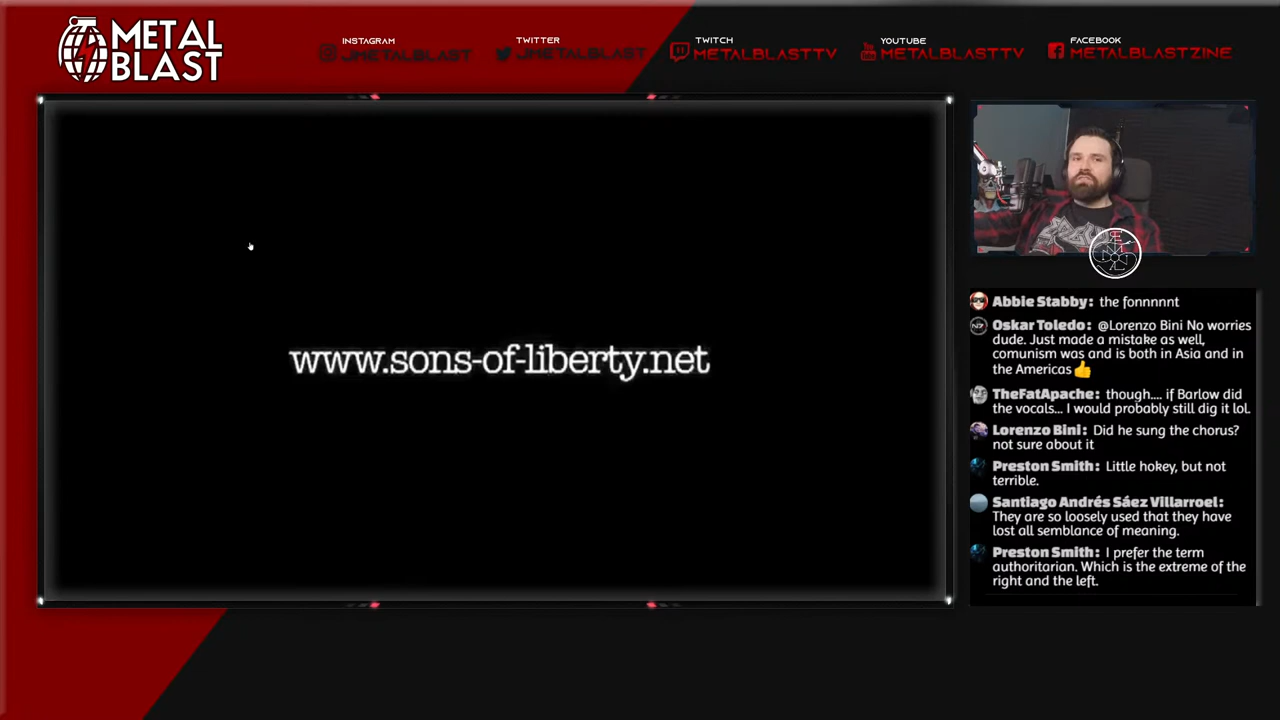 METAL
BLAST
INSTAGRAM
JMETALBLAST
TWITTER
JMETALBLAST
TWITCH
METALBLASTTV
YOUTUBE
METALBLASTTV
FACEBOOK
METALBLASTZINE
www.sons-of-liberty.net
Abbie Stabby: the fonnnnt
Oskar Toledo: @Lorenzo Bini No worries
dude. Just made a mistake as well,
comunism was and is both in Asia and in
the Americas👍
TheFatApache: though.... if Barlow did
the vocals... I would probably still dig it lol.
Lorenzo Bini: Did he sung the chorus?
not sure about it
Preston Smith: Little hokey, but not
terrible.
Santiago Andrés Sáez Villarroel:
They are so loosely used that they have
lost all semblance of meaning.
Preston Smith: I prefer the term
authoritarian. Which is the extreme of the
right and the left.